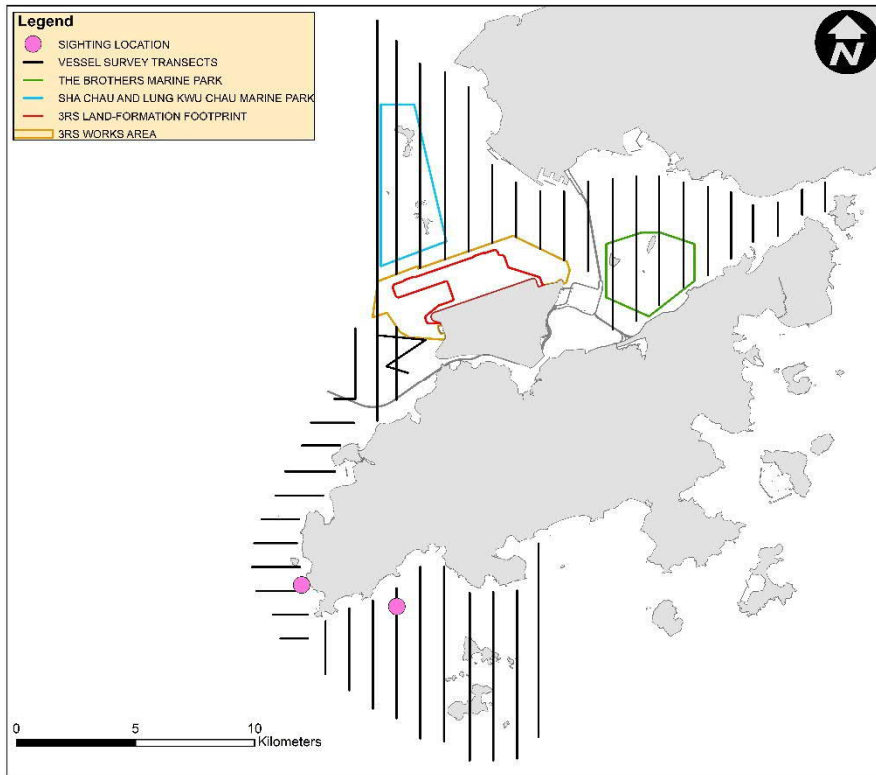 Legend
SIGHTING LOCATION
VESSEL SURVEY TRANSECTS
THE BROTHERS MARINE PARK
SHA CHAU AND LUNG KWU CHAU MARINE PARK
3RS LAND-FORMATION FOOTPRINT
3RS WORKS AREA
N
0 5 10
Kilometers